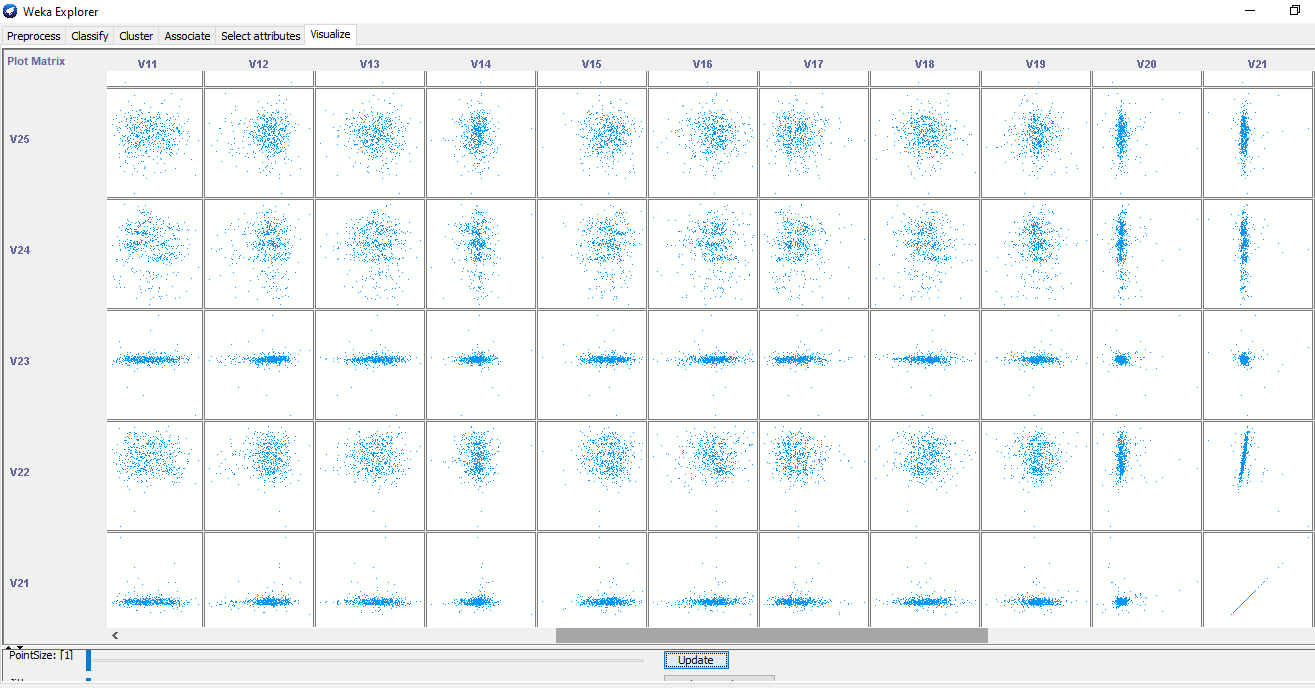 Weka Explorer
Preprocess Classify Cluster Associate Select attributes Visualize
Plot Matrix V11 V12 V13 V14 V15 V16 V17 V18 V19 V20 V21
V25
V24
V23
V22
V21
PointSize: [1] Update